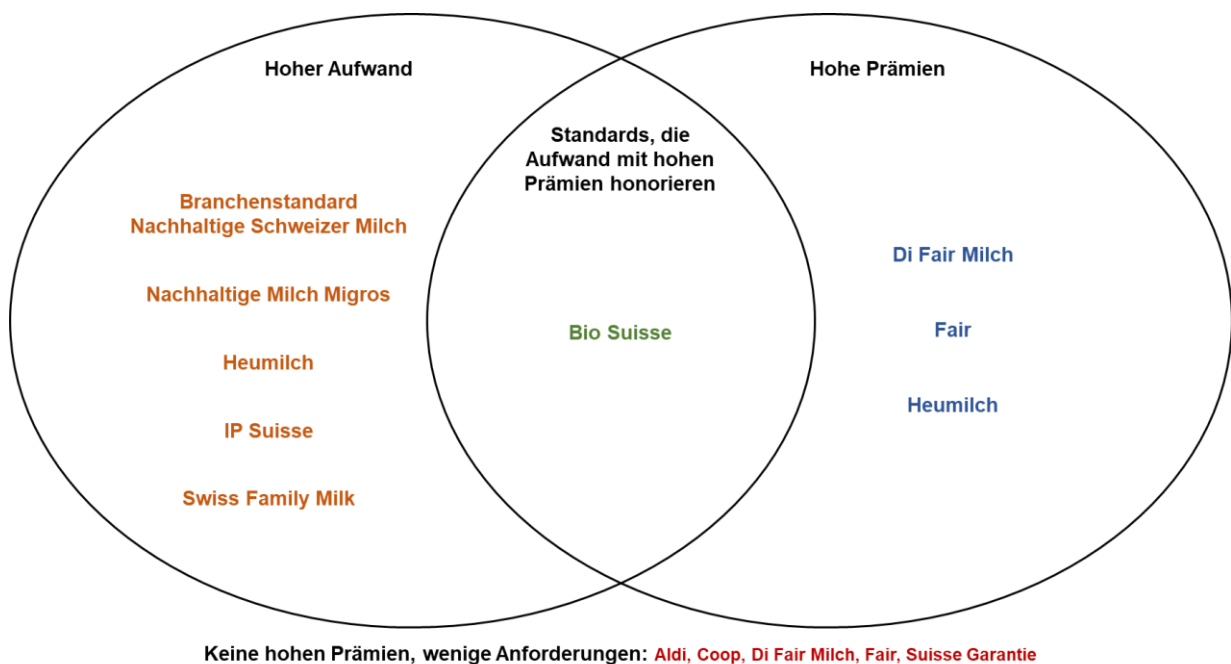 Hoher Aufwand
Hohe Prämien
Standards, die
Aufwand mit hohen
Prämien honorieren
Branchenstandard
Nachhaltige Schweizer Milch
Nachhaltige Milch Migros
Heumilch
IP Suisse
Swiss Family Milk
Bio Suisse
Di Fair Milch
Fair
Heumilch
Keine hohen Prämien, wenige Anforderungen: Aldi, Coop, Di Fair Milch, Fair, Suisse Garantie